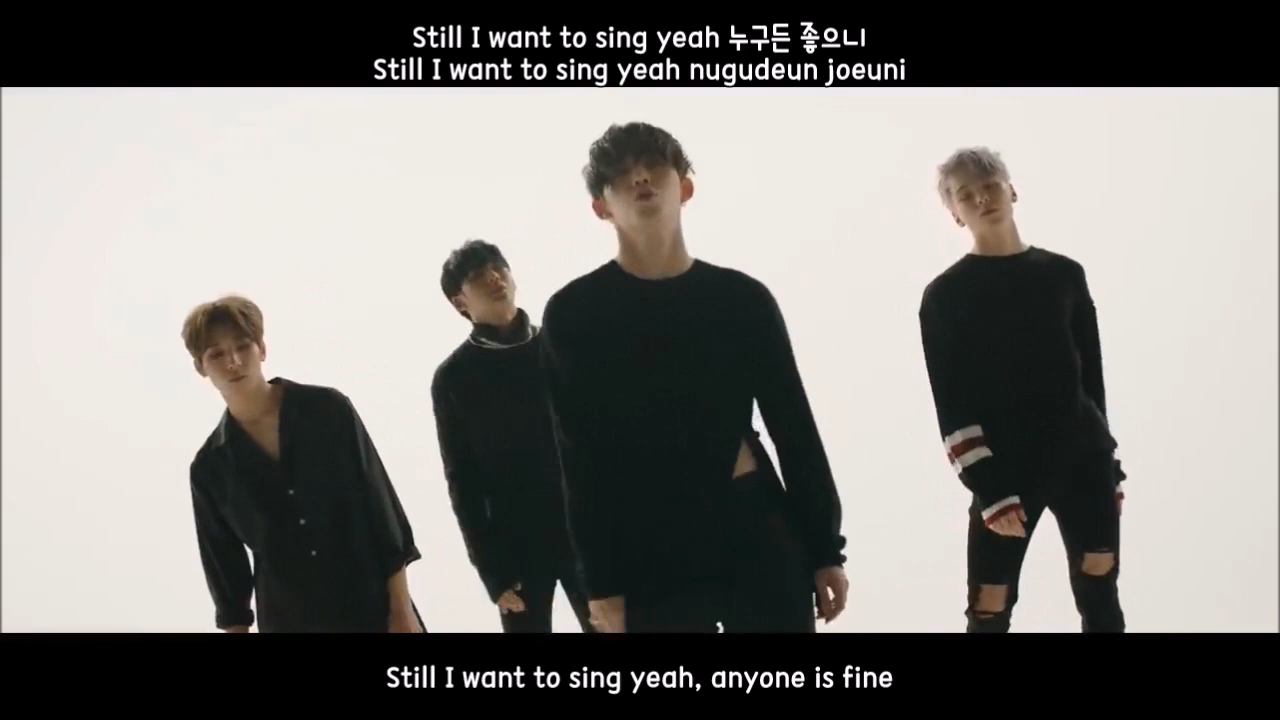 Still I want to sing yeah 누구든 좋으니
Still I want to sing yeah nugudeun joeuni
Still I want to sing yeah, anyone is fine